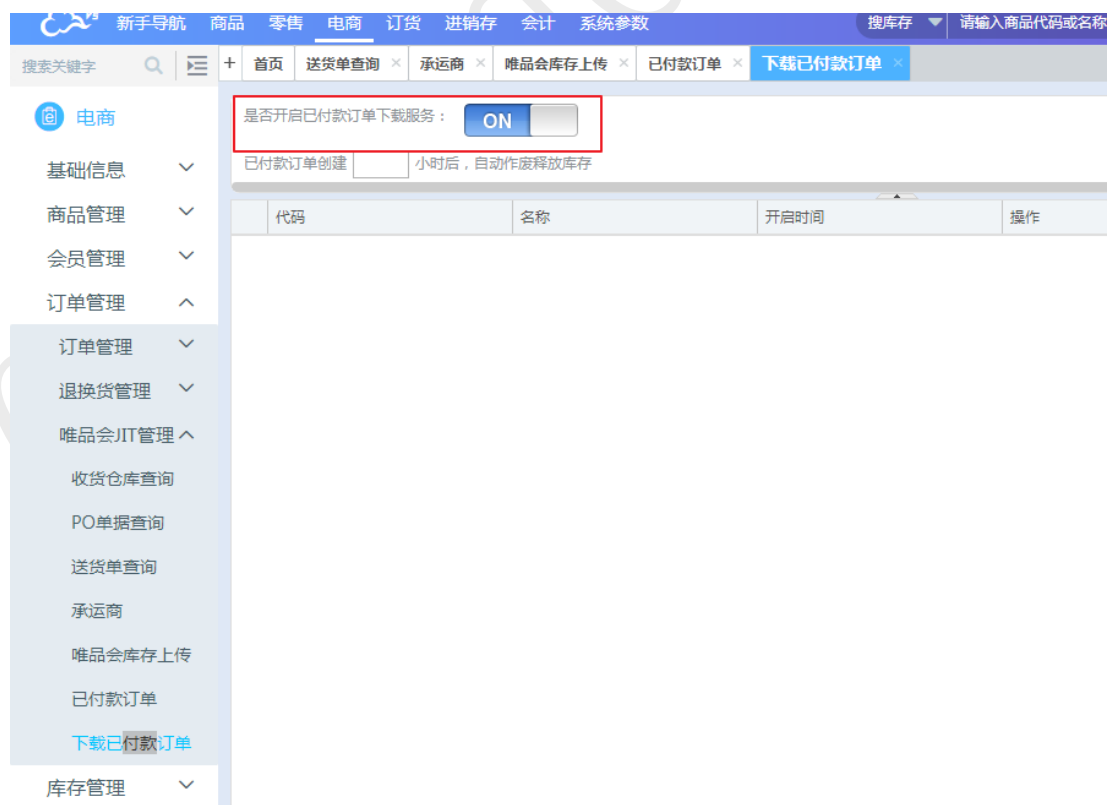 新手导航 商品 零售 电商 订货 进销存 会计 系统参数 搜库存 请输入商品代码或名称
搜索关键字 + 首页 送货单查询 × 承运商 × 唯品会库存上传 × 已付款订单 × 下载已付款订单 ×
电商
是否开启已付款订单下载服务： ON
已付款订单创建 小时后，自动作废释放库存
代码 名称 开启时间 操作
基础信息
商品管理
会员管理
订单管理
订单管理
退换货管理
唯品会JIT管理
收货仓库查询
PO单据查询
送货单查询
承运商
唯品会库存上传
已付款订单
下载已付款订单
库存管理